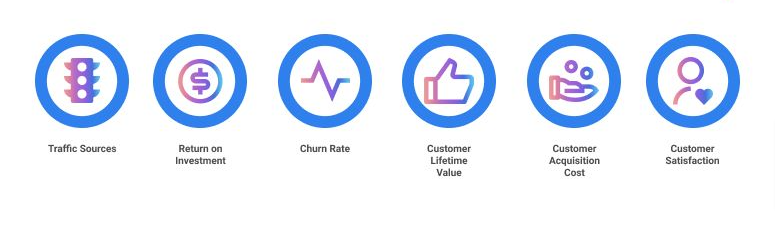 Traffic Sources
Return on
Investment
Churn Rate
Customer
Lifetime
Value
Customer
Acquisition
Cost
Customer
Satisfaction